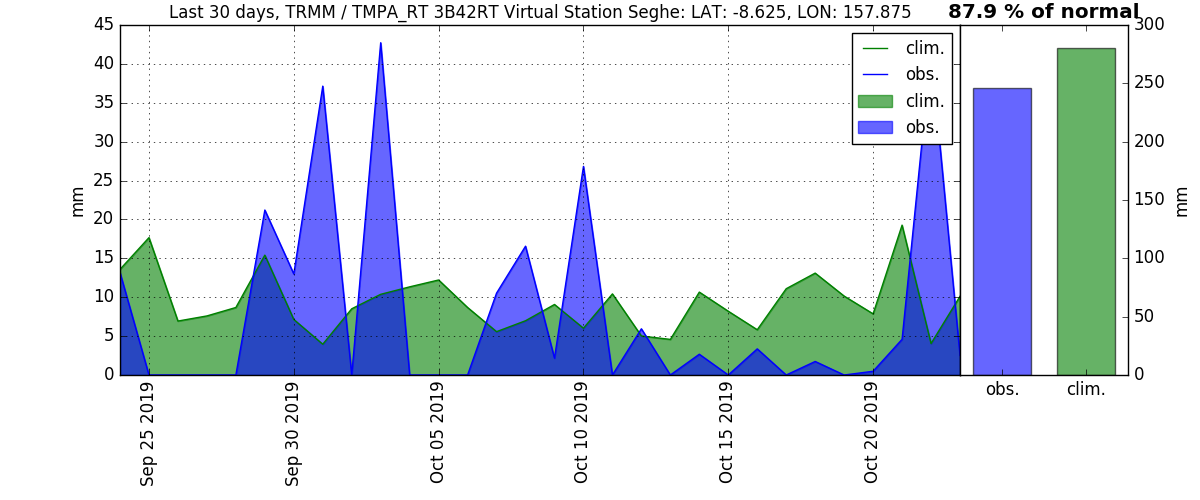 Last 30 days, TRMM / TMPA_RT 3B42RT Virtual Station Seghe: LAT: -8.625, LON: 157.875
87.9 % of normal
45
40
35
30
25
20
15
10
5
0
mm
clim.
obs.
clim.
obs.
Sep 25 2019
Sep 30 2019
Oct 05 2019
Oct 10 2019
Oct 15 2019
Oct 20 2019
300
250
200
150
100
50
0
mm
obs.
clim.